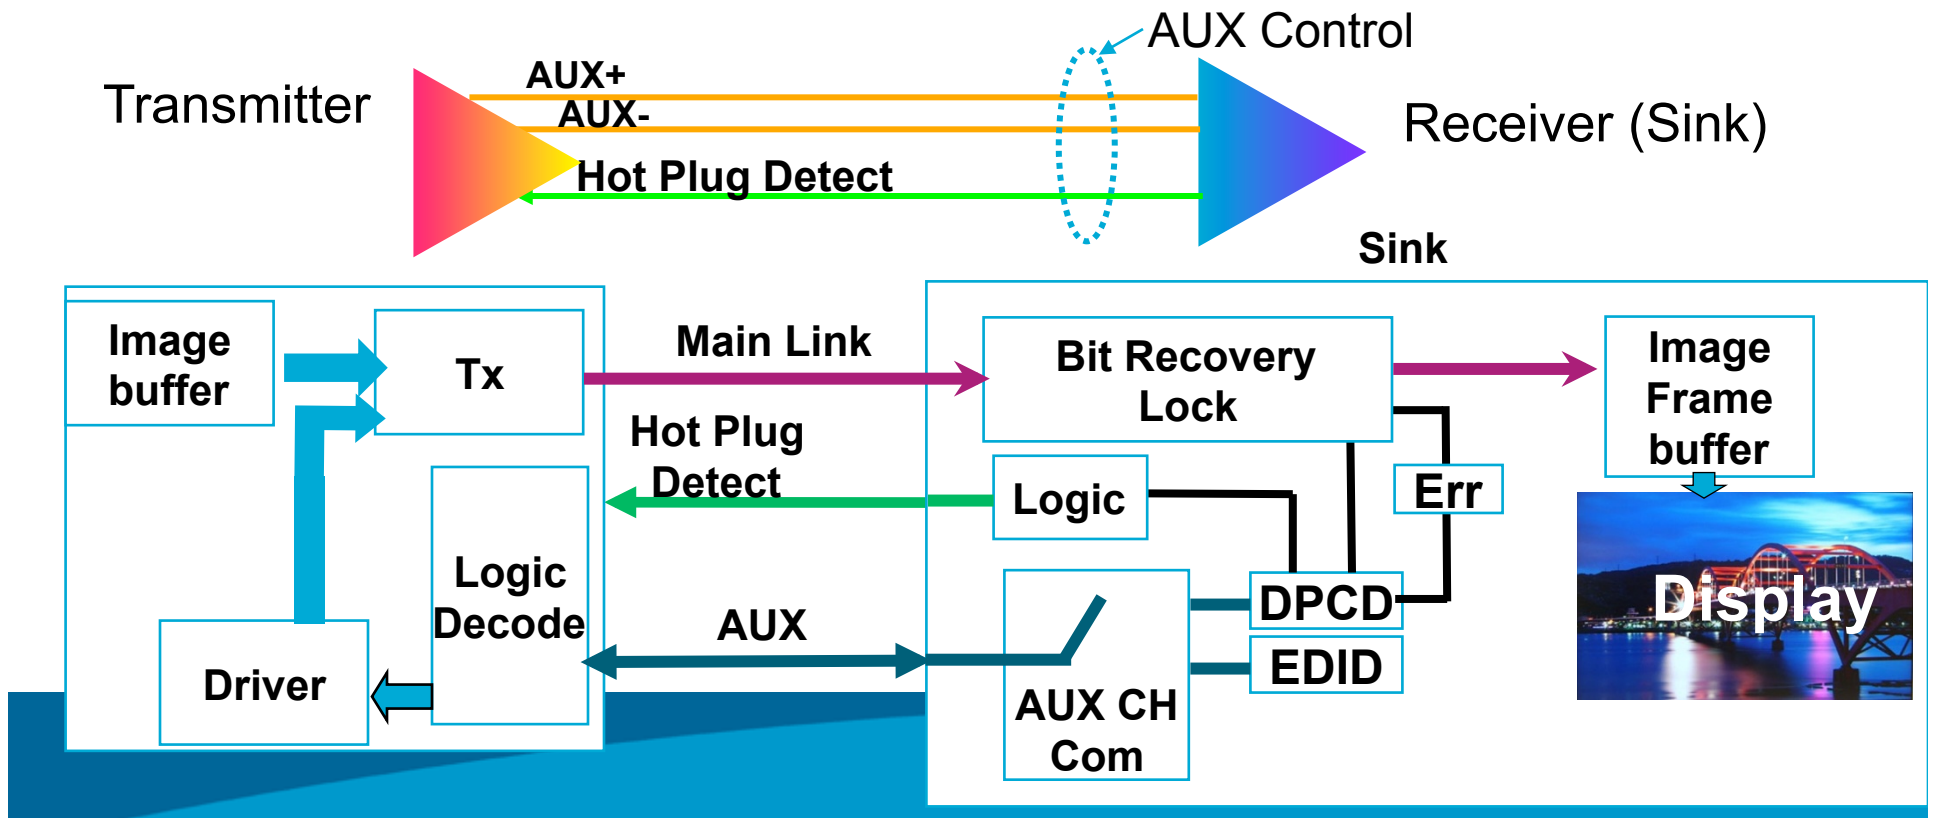 AUX Control
Transmitter
AUX+
AUX-
Receiver (Sink)
Hot Plug Detect
Sink
Image
buffer
Tx
Main Link
Bit Recovery
Lock
Image
Frame
buffer
Hot Plug
Detect
Logic
Err
Logic
Decode
AUX
DPCD
Display
Driver
EDID
AUX CH
Com